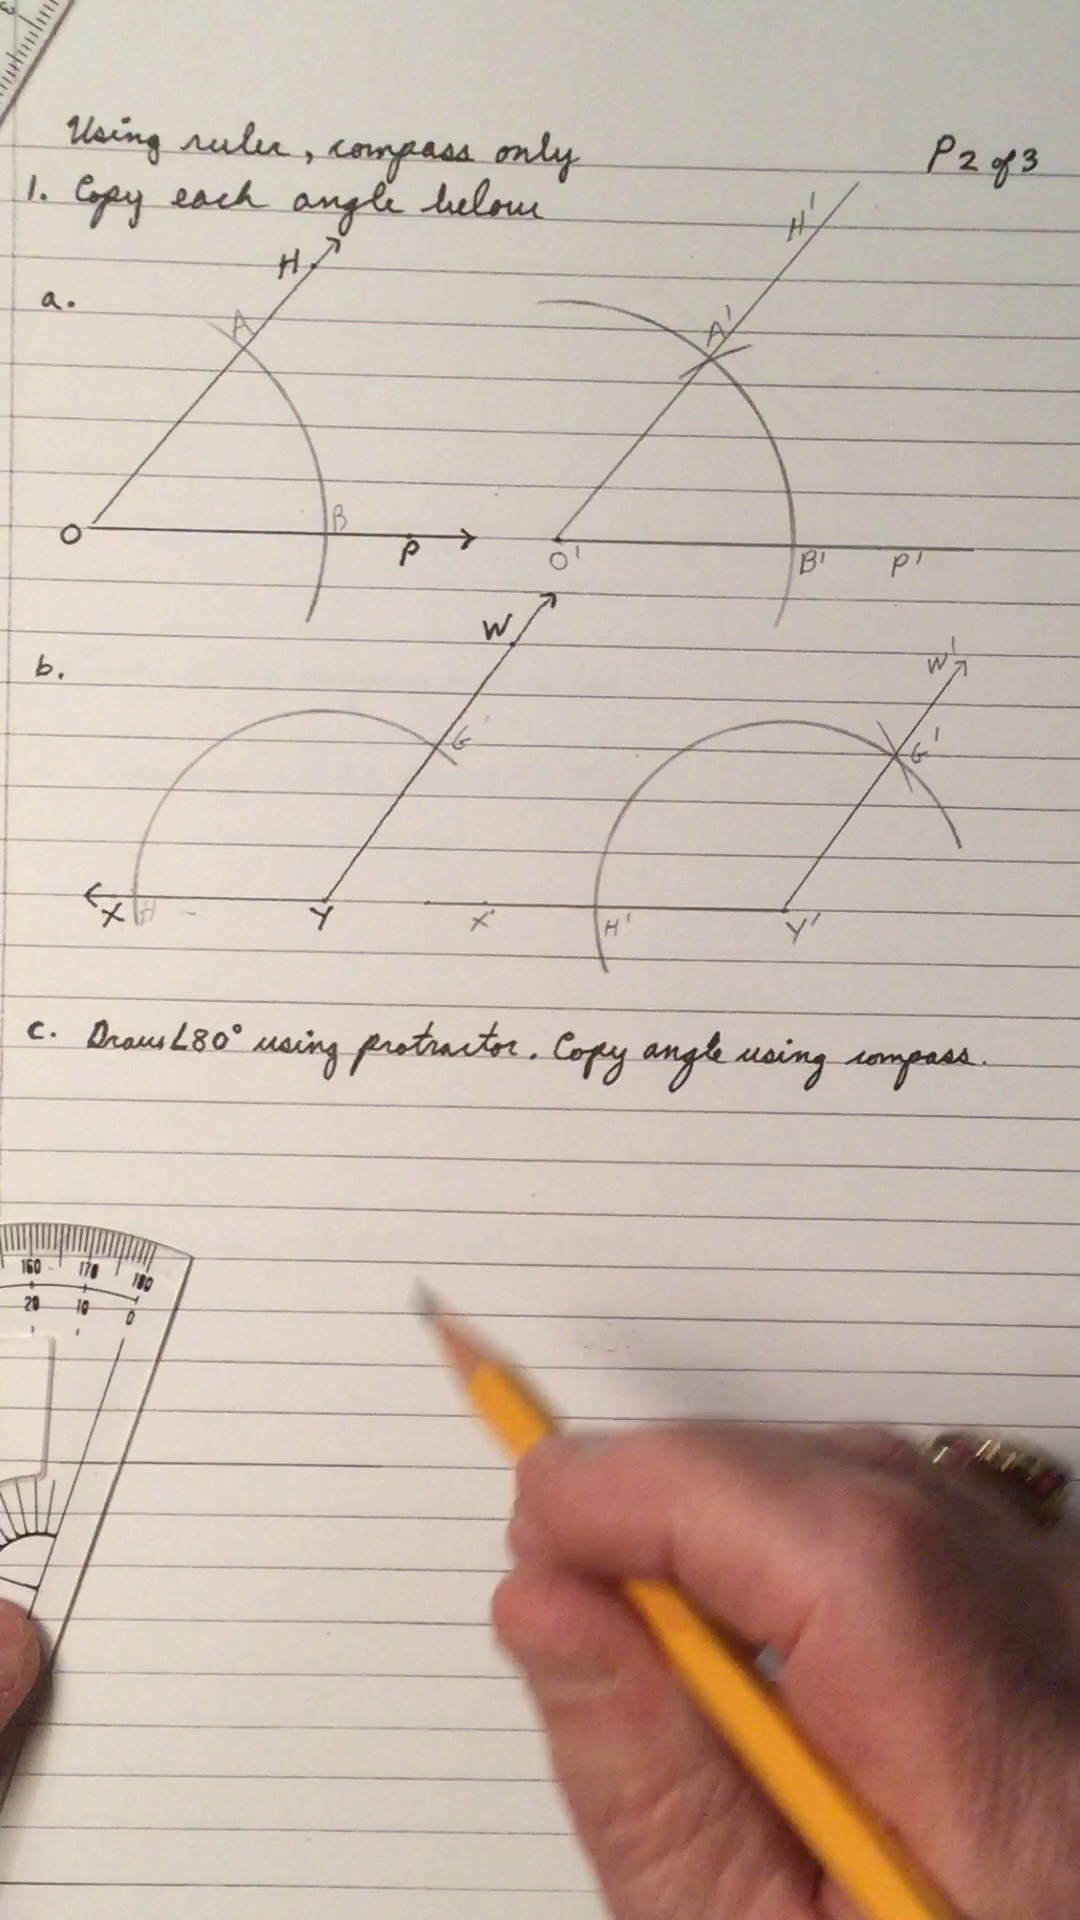 Using ruler, compass only
P2 of 3
1. Copy each angle below
H'
H
a.
A
A'
B
O
P
O'
B'
P'
W
b.
W'
G
G'
X
H
Y
X'
H'
Y'
c. Draw ∠80° using protractor. Copy angle using compass.
160 170 180
20 10 0